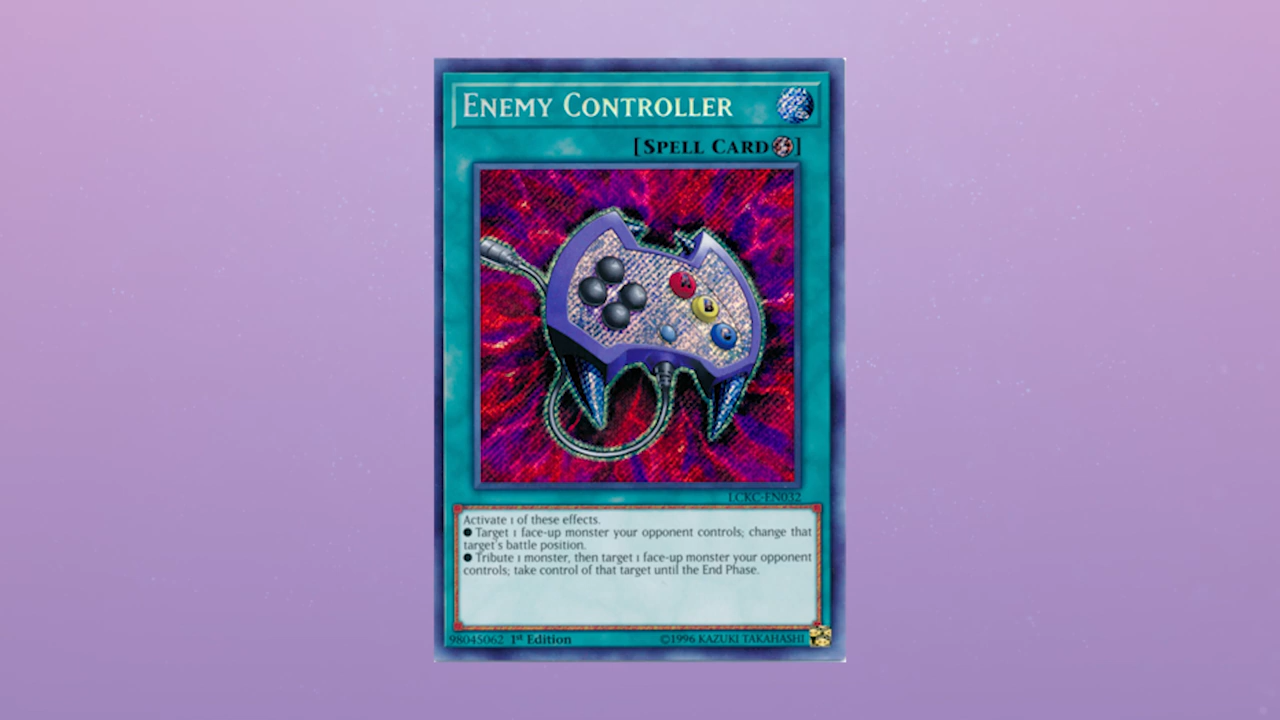 Enemy Controller
[Spell Card]
A
B
LCKC-EN032
Activate 1 of these effects.
● Target 1 face-up monster your opponent controls; change that
target's battle position.
● Tribute 1 monster, then target 1 face-up monster your opponent
controls; take control of that target until the End Phase.
98045062 1st Edition ©1996 KAZUKI TAKAHASHI